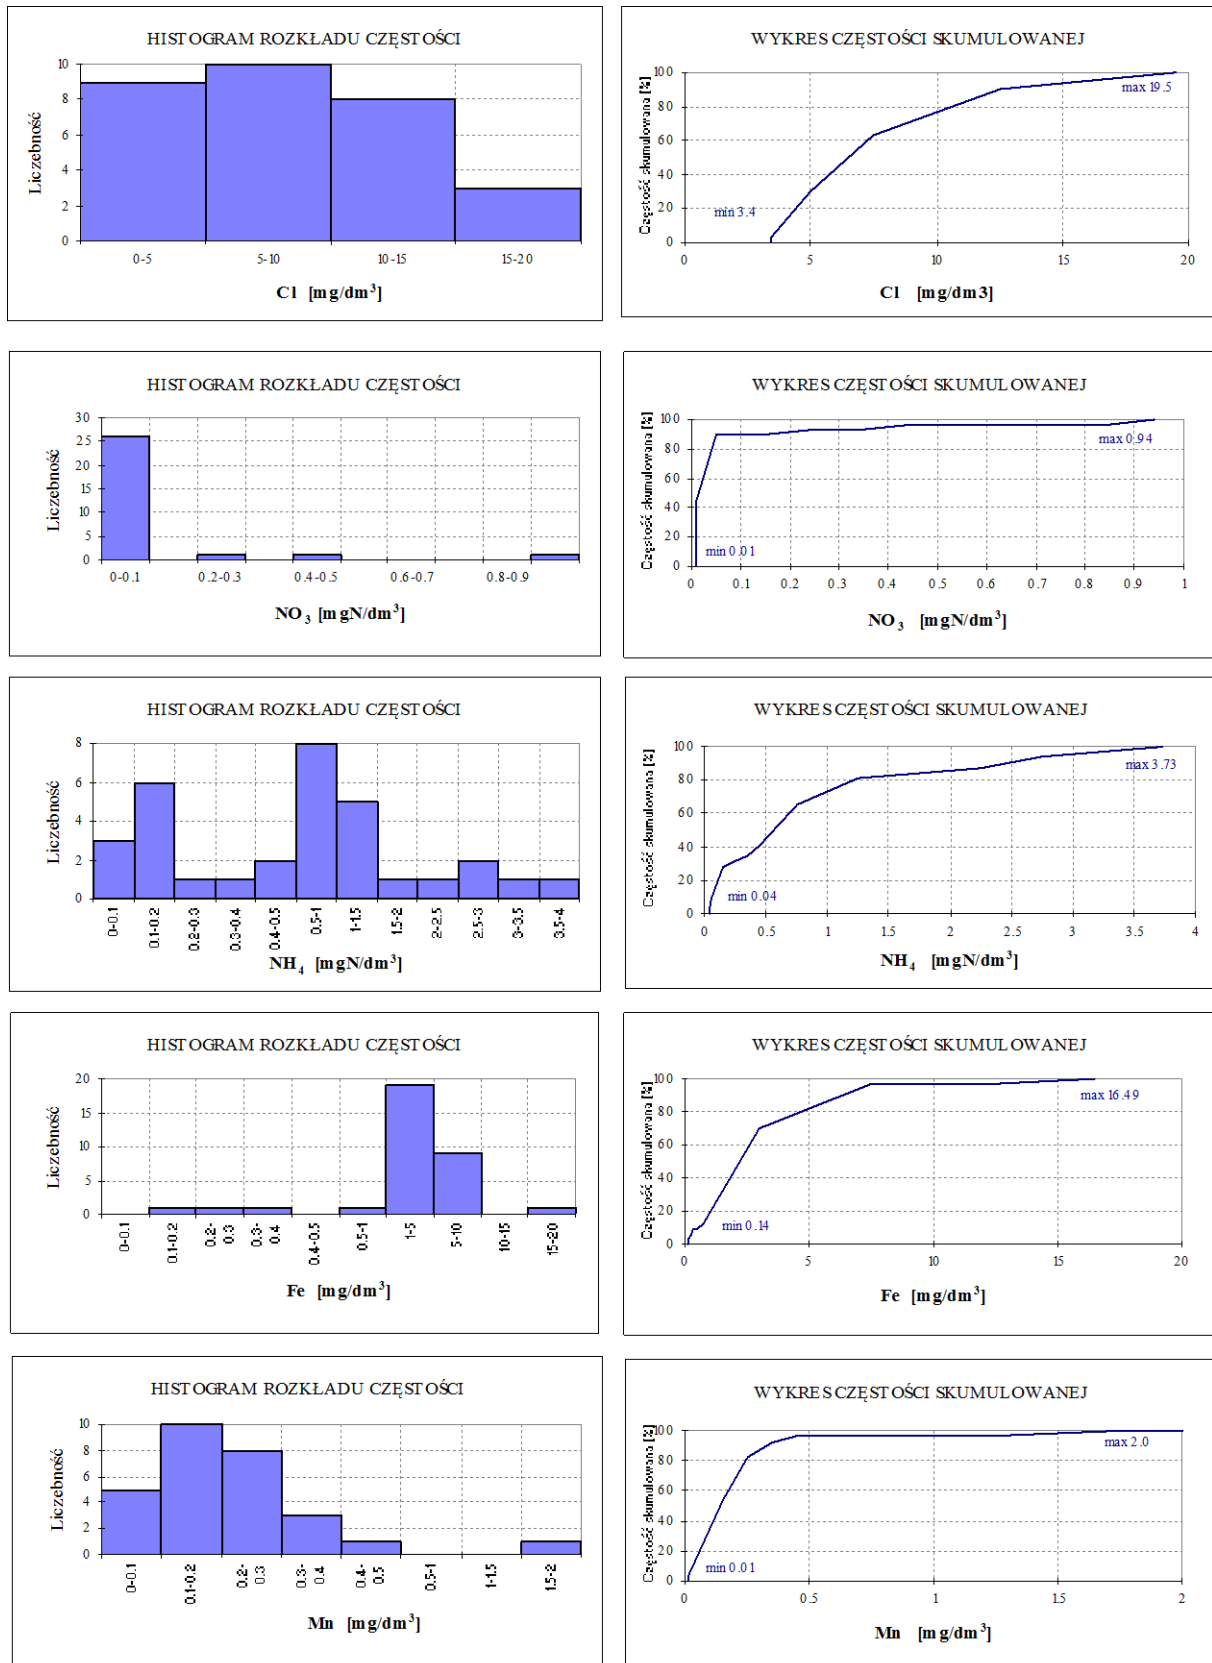 HISTOGRAM ROZKŁADU CZĘSTOŚCI
Liczebność
10
8
6
4
2
0
0-5 5-10 10-15 15-20
Cl [mg/dm³]
WYKRES CZĘSTOŚCI SKUMULOWANEJ
Częstość skumulowana [%]
100
80
60
40
20
0
max 19.5
min 3.4
0 5 10 15 20
Cl [mg/dm3]
HISTOGRAM ROZKŁADU CZĘSTOŚCI
Liczebność
30
25
20
15
10
5
0
0-0.1 0.2-0.3 0.4-0.5 0.6-0.7 0.8-0.9
NO₃ [mgN/dm³]
WYKRES CZĘSTOŚCI SKUMULOWANEJ
Częstość skumulowana [%]
100
80
60
40
20
0
max 0.94
min 0.01
0 0.1 0.2 0.3 0.4 0.5 0.6 0.7 0.8 0.9 1
NO₃ [mgN/dm³]
HISTOGRAM ROZKŁADU CZĘSTOŚCI
Liczebność
8
6
4
2
0
0-0.1 0.1-0.2 0.2-0.3 0.3-0.4 0.4-0.5 0.5-1 1-1.5 1.5-2 2-2.5 2.5-3 3-3.5 3.5-4
NH₄ [mgN/dm³]
WYKRES CZĘSTOŚCI SKUMULOWANEJ
Częstość skumulowana [%]
100
80
60
40
20
0
max 3.73
min 0.04
0 0.5 1 1.5 2 2.5 3 3.5 4
NH₄ [mgN/dm³]
HISTOGRAM ROZKŁADU CZĘSTOŚCI
Liczebność
20
15
10
5
0
0-0.1 0.1-0.2 0.2-0.3 0.3-0.4 0.4-0.5 0.5-1 1-5 5-10 10-15 15-20
Fe [mg/dm³]
WYKRES CZĘSTOŚCI SKUMULOWANEJ
Częstość skumulowana [%]
100
80
60
40
20
0
max 16.49
min 0.14
0 5 10 15 20
Fe [mg/dm³]
HISTOGRAM ROZKŁADU CZĘSTOŚCI
Liczebność
10
8
6
4
2
0
0-0.1 0.1-0.2 0.2-0.3 0.3-0.4 0.4-0.5 0.5-1 1-1.5 1.5-2
Mn [mg/dm³]
WYKRES CZĘSTOŚCI SKUMULOWANEJ
Częstość skumulowana [%]
100
80
60
40
20
0
max 2.0
min 0.01
0 0.5 1 1.5 2
Mn [mg/dm³]